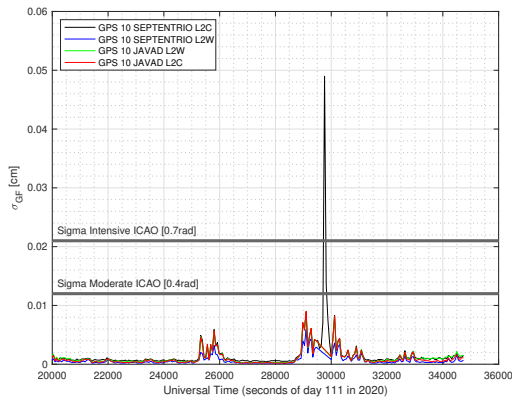 0.06
GPS 10 SEPTENTRIO L2C
GPS 10 SEPTENTRIO L2W
GPS 10 JAVAD L2W
GPS 10 JAVAD L2C
0.05
0.04
σGF [cm]
0.03
Sigma Intensive ICAO [0.7rad]
0.02
Sigma Moderate ICAO [0.4rad]
0.01
0
20000 22000 24000 26000 28000 30000 32000 34000 36000
Universal Time (seconds of day 111 in 2020)